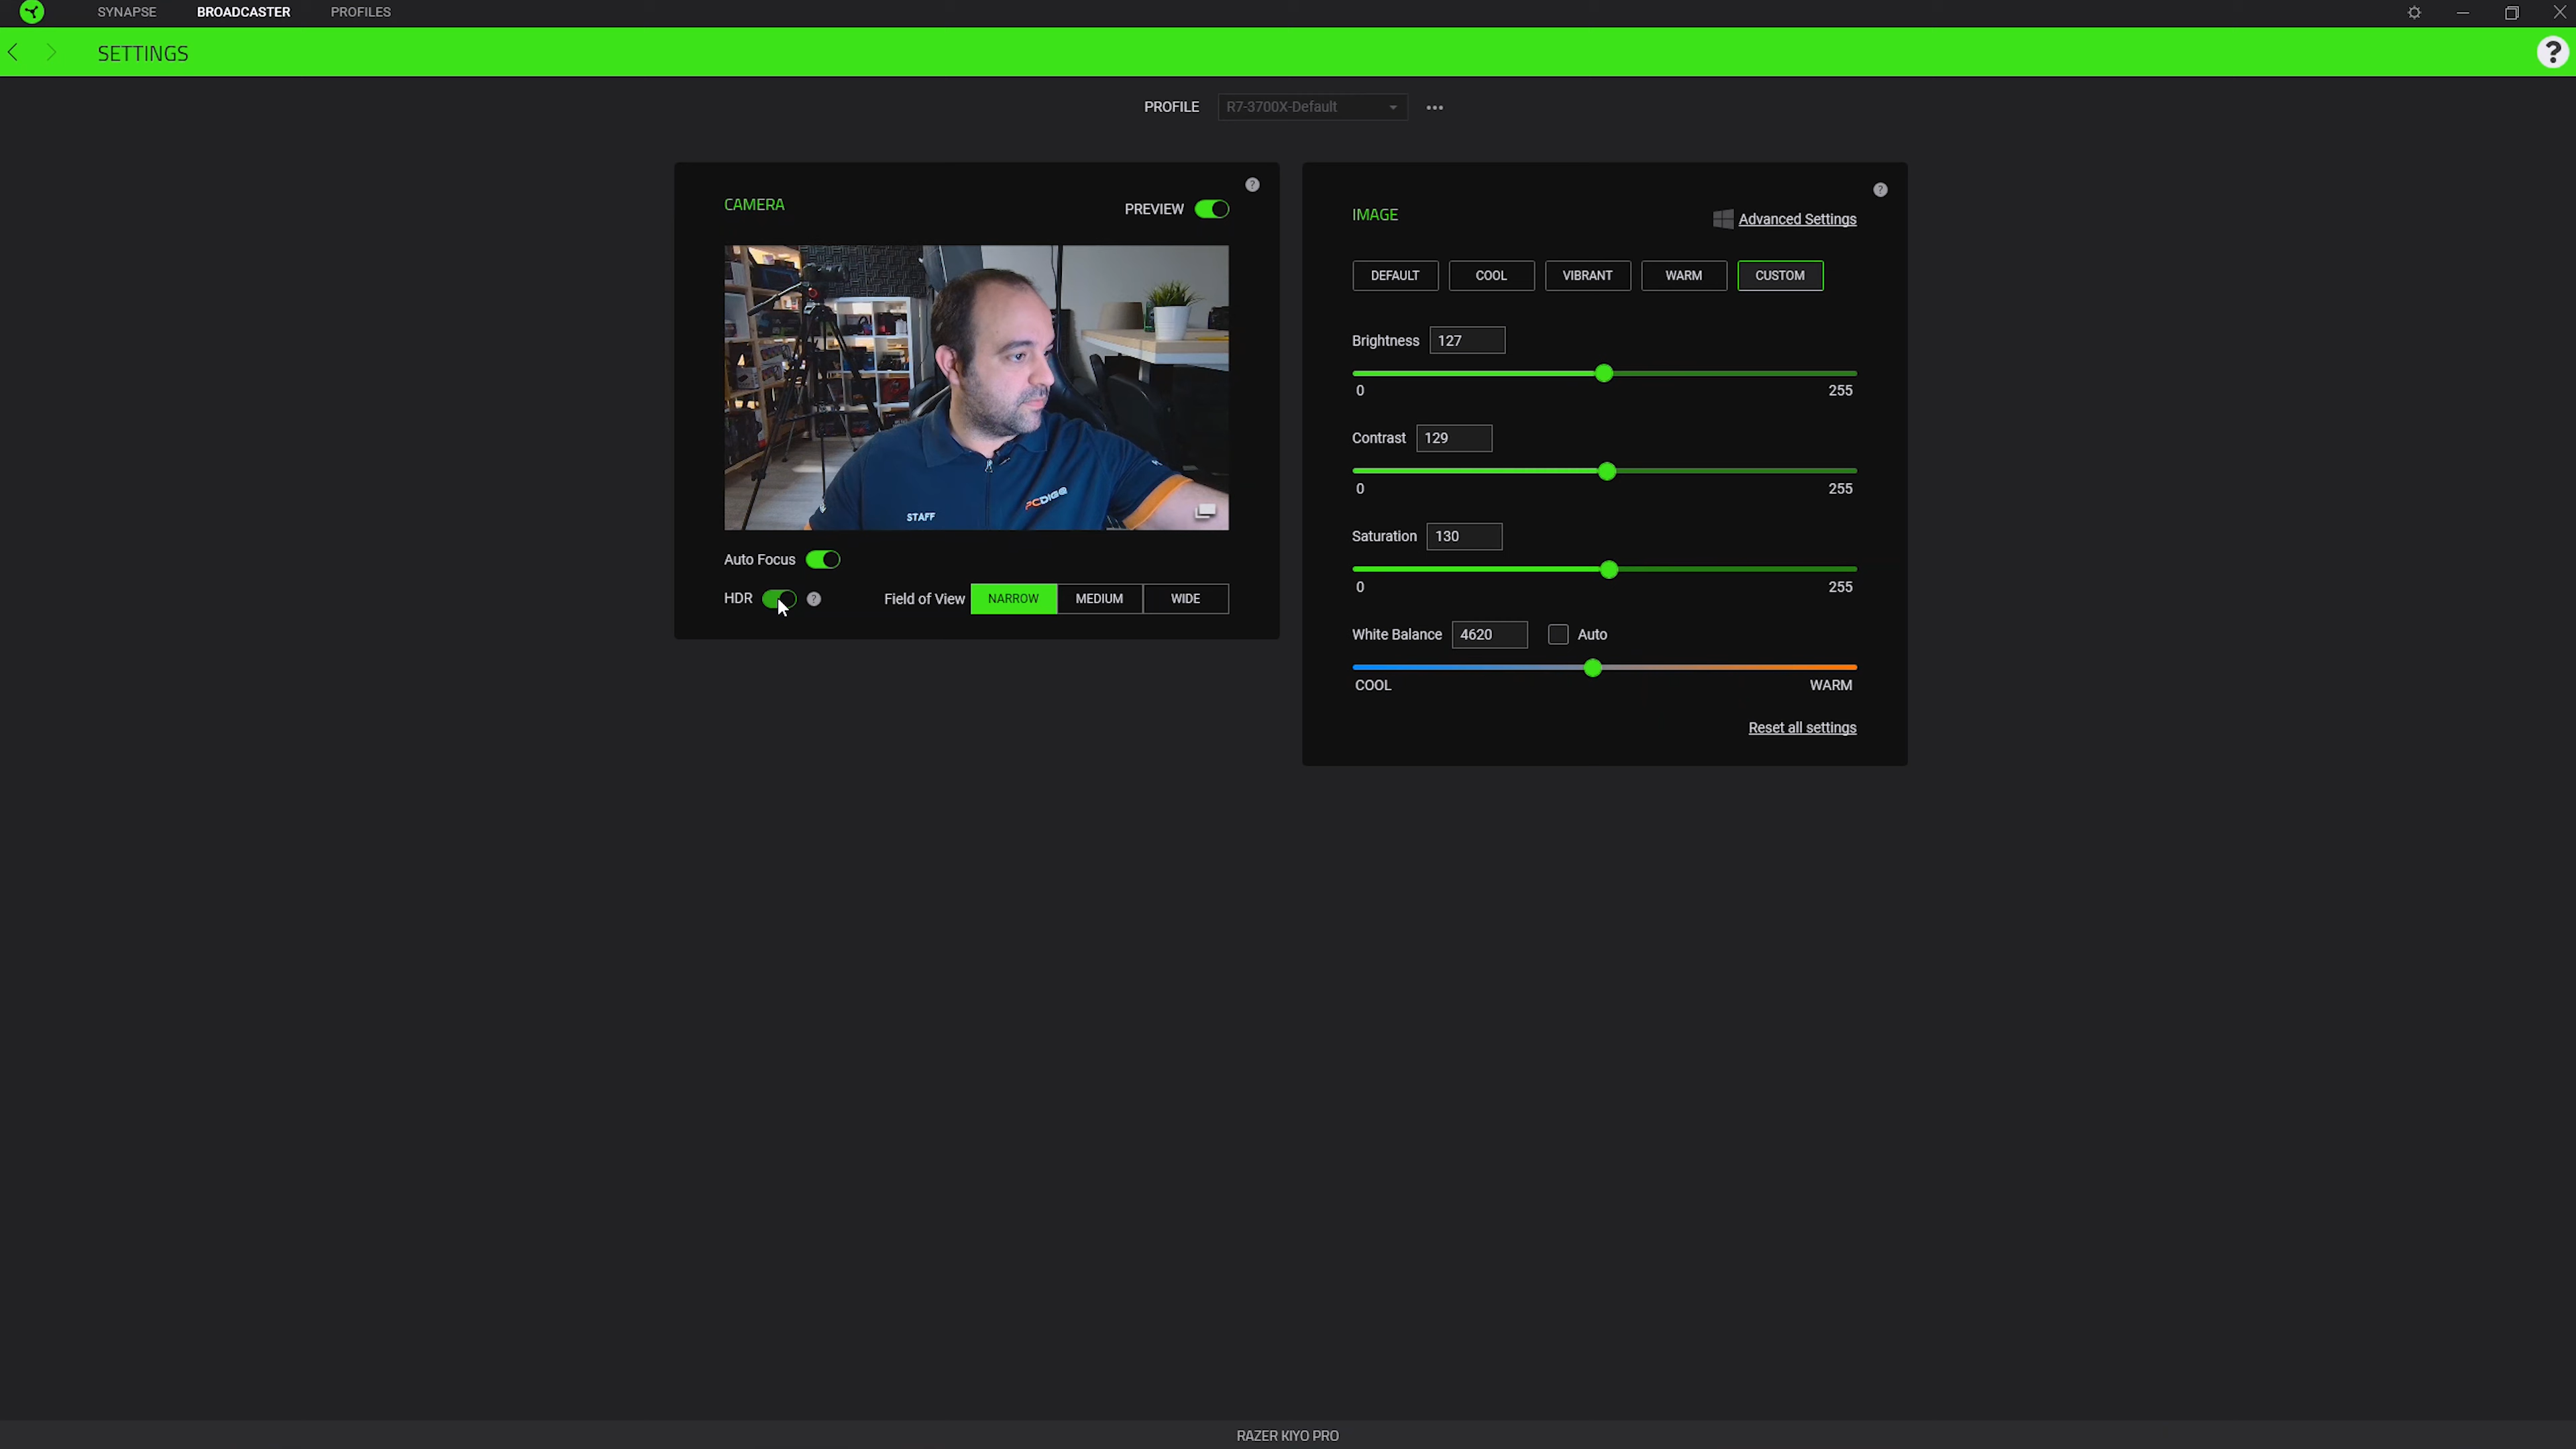 SYNAPSE BROADCASTER PROFILES
SETTINGS
?
PROFILE R7-3700X-Default
CAMERA
PREVIEW
?
STAFF
PCDIGA
Auto Focus
HDR ?
Field of View NARROW MEDIUM WIDE
?
IMAGE
Advanced Settings
DEFAULT COOL VIBRANT WARM CUSTOM
Brightness 127
0 255
Contrast 129
0 255
Saturation 130
0 255
White Balance 4620 Auto
COOL WARM
Reset all settings
RAZER KIYO PRO